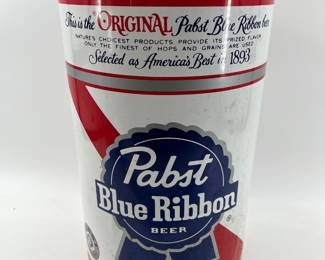 This is the ORIGINAL Pabst Blue Ribbon beer
NATURE'S CHOICEST PRODUCTS PROVIDE ITS PRIZED FLAVOR
ONLY THE FINEST OF HOPS AND GRAINS ARE USED
Selected as America's Best in 1893
Pabst
Blue Ribbon
BEER